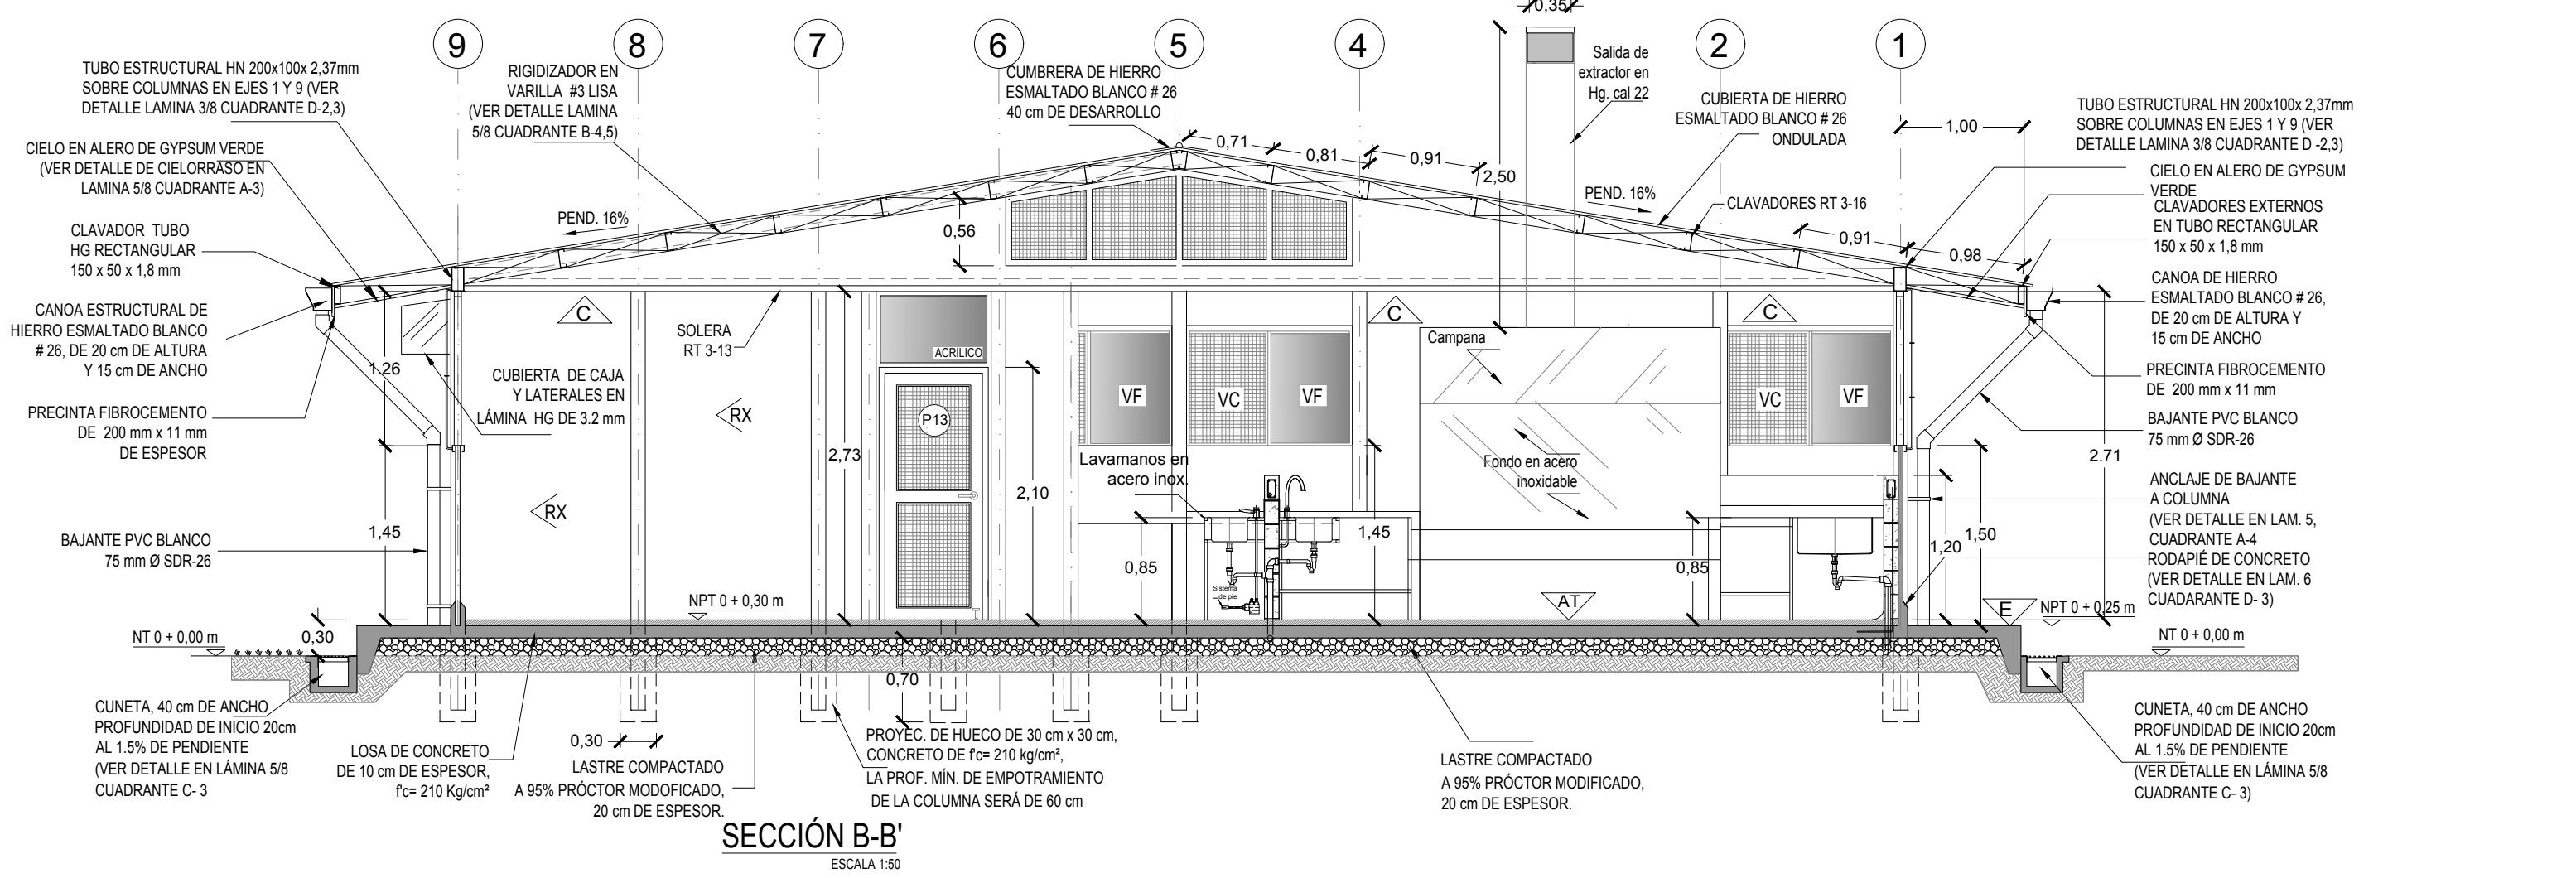 9
8
7
6
5
4
2
1
0,35
TUBO ESTRUCTURAL HN 200x100x 2,37mm
SOBRE COLUMNAS EN EJES 1 Y 9 (VER
DETALLE LAMINA 3/8 CUADRANTE D-2,3)
CIELO EN ALERO DE GYPSUM VERDE
(VER DETALLE DE CIELORRASO EN
LAMINA 5/8 CUADRANTE A-3)
CLAVADOR TUBO
HG RECTANGULAR
150 x 50 x 1,8 mm
CANOA ESTRUCTURAL DE
HIERRO ESMALTADO BLANCO
# 26, DE 20 cm DE ALTURA
Y 15 cm DE ANCHO
PRECINTA FIBROCEMENTO
DE 200 mm x 11 mm
DE ESPESOR
BAJANTE PVC BLANCO
75 mm Ø SDR-26
RIGIDIZADOR EN
VARILLA #3 LISA
(VER DETALLE LAMINA
5/8 CUADRANTE B-4,5)
PEND. 16%
CUMBRERA DE HIERRO
ESMALTADO BLANCO # 26
40 cm DE DESARROLLO
0,71
0,81
0,91
2,50
0,56
Salida de
extractor en
Hg. cal 22
CUBIERTA DE HIERRO
ESMALTADO BLANCO # 26
ONDULADA
PEND. 16%
CLAVADORES RT 3-16
0,91
0,98
1,00
TUBO ESTRUCTURAL HN 200x100x 2,37mm
SOBRE COLUMNAS EN EJES 1 Y 9 (VER
DETALLE LAMINA 3/8 CUADRANTE D -2,3)
CIELO EN ALERO DE GYPSUM
VERDE
CLAVADORES EXTERNOS
EN TUBO RECTANGULAR
150 x 50 x 1,8 mm
CANOA DE HIERRO
ESMALTADO BLANCO # 26,
DE 20 cm DE ALTURA Y
15 cm DE ANCHO
PRECINTA FIBROCEMENTO
DE 200 mm x 11 mm
BAJANTE PVC BLANCO
75 mm Ø SDR-26
ANCLAJE DE BAJANTE
A COLUMNA
(VER DETALLE EN LAM. 5,
CUADRANTE A-4
RODAPIÉ DE CONCRETO
(VER DETALLE EN LAM. 6
CUADARANTE D- 3)
1.26
1,45
CUBIERTA DE CAJA
Y LATERALES EN
LÁMINA HG DE 3.2 mm
C
SOLERA
RT 3-13
RX
RX
2,73
ACRILICO
P13
2,10
VF
VC
VF
C
Campana
C
VC
VF
Lavamanos en
acero inox.
Fondo en acero
inoxidable
0,85
Sistema
de pie
1,45
0,85
AT
1,20
1,50
2.71
E
NPT 0 + 0,25 m
NT 0 + 0,00 m
NPT 0 + 0,30 m
0,30
NT 0 + 0,00 m
0,70
0,30
CUNETA, 40 cm DE ANCHO
PROFUNDIDAD DE INICIO 20cm
AL 1.5% DE PENDIENTE
(VER DETALLE EN LÁMINA 5/8
CUADRANTE C- 3
LOSA DE CONCRETO
DE 10 cm DE ESPESOR,
f'c= 210 Kg/cm²
LASTRE COMPACTADO
A 95% PRÓCTOR MODOFICADO,
20 cm DE ESPESOR.
PROYEC. DE HUECO DE 30 cm x 30 cm,
CONCRETO DE f'c= 210 kg/cm²,
LA PROF. MÍN. DE EMPOTRAMIENTO
DE LA COLUMNA SERÁ DE 60 cm
LASTRE COMPACTADO
A 95% PRÓCTOR MODIFICADO,
20 cm DE ESPESOR.
CUNETA, 40 cm DE ANCHO
PROFUNDIDAD DE INICIO 20cm
AL 1.5% DE PENDIENTE
(VER DETALLE EN LÁMINA 5/8
CUADRANTE C- 3)
SECCIÓN B-B'
ESCALA 1:50